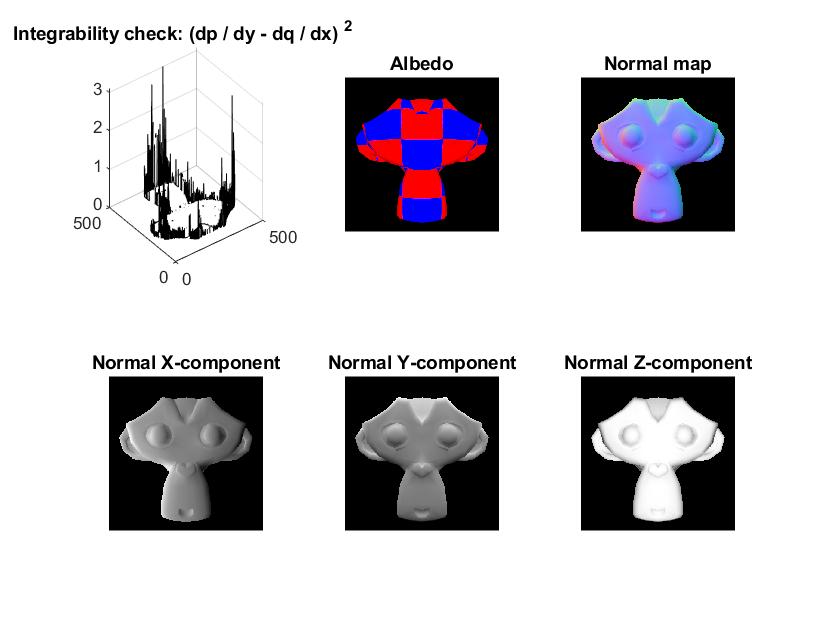 Integrability check: (dp / dy - dq / dx) 2
Albedo
Normal map
3
2
1
0
500
500
0
0
Normal X-component
Normal Y-component
Normal Z-component